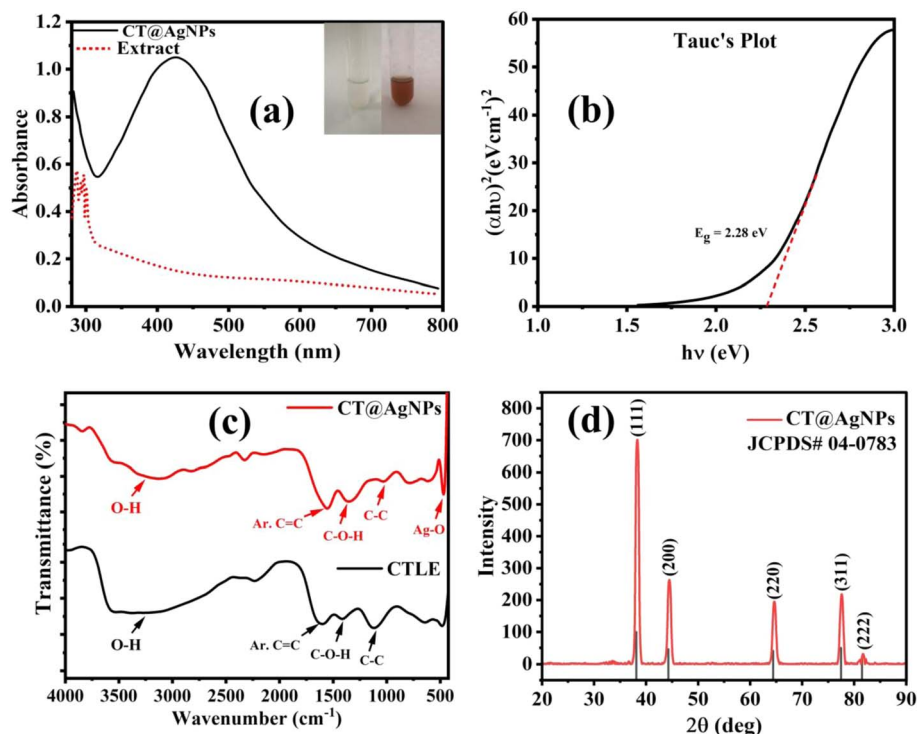 CT@AgNPs
Extract
(a)
1.2
1.0
0.8
0.6
0.4
0.2
0.0
Absorbance
300 400 500 600 700 800
Wavelength (nm)
Tauc's Plot
(b)
60
50
40
30
20
10
0
(αhυ)²(eVcm⁻¹)²
E_g = 2.28 eV
1.0 1.5 2.0 2.5 3.0
hν (eV)
(c)
CT@AgNPs
O-H
Ar. C=C
C-O-H
C-C
Ag-O
CTLE
O-H
Ar. C=C
C-O-H
C-C
Transmittance (%)
4000 3500 3000 2500 2000 1500 1000 500
Wavenumber (cm⁻¹)
(d)
CT@AgNPs
JCPDS# 04-0783
(111)
(200)
(220)
(311)
(222)
800
700
600
500
400
300
200
100
0
Intensity
20 30 40 50 60 70 80 90
2θ (deg)